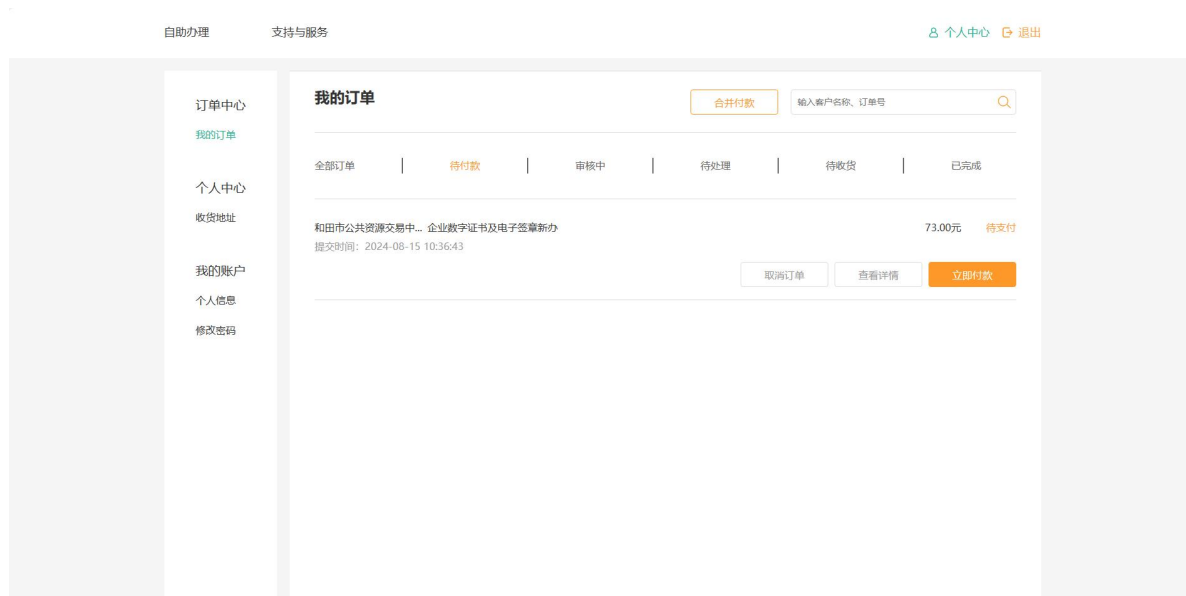 自助办理 支持与服务 个人中心 退出
订单中心
我的订单
个人中心
收货地址
我的账户
个人信息
修改密码
我的订单 合并付款 输入客户名称、订单号
全部订单 待付款 审核中 待处理 待收货 已完成
和田市公共资源交易中... 企业数字证书及电子签章新办 73.00元 待支付
提交时间：2024-08-15 10:36:43
取消订单 查看详情 立即付款